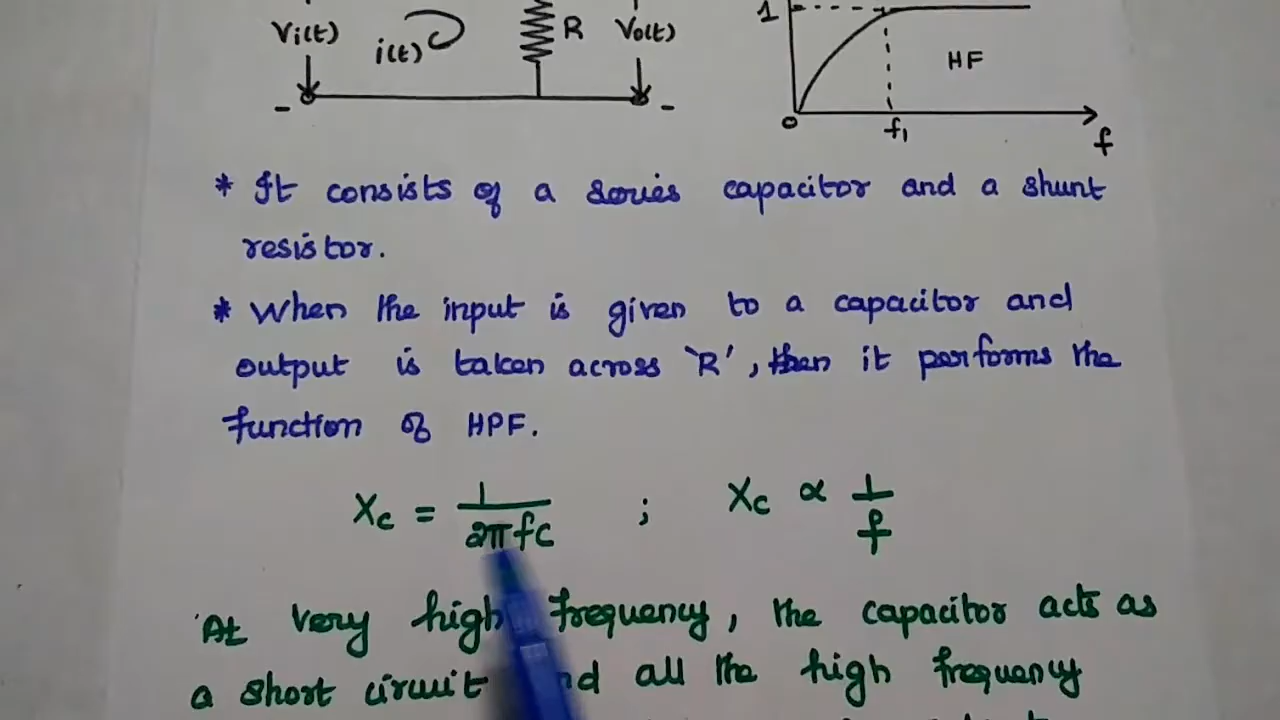 Vi(t)
i(t)
R
Vo(t)
-
-
1
HF
0
f1
f
* It consists of a series capacitor and a shunt
resistor.
* When the input is given to a capacitor and
output is taken across 'R', then it performs the
function of HPF.
Xc = 1/2πfc ; Xc ∝ 1/f
At very high frequency, the capacitor acts as
a short circuit and all the high frequency